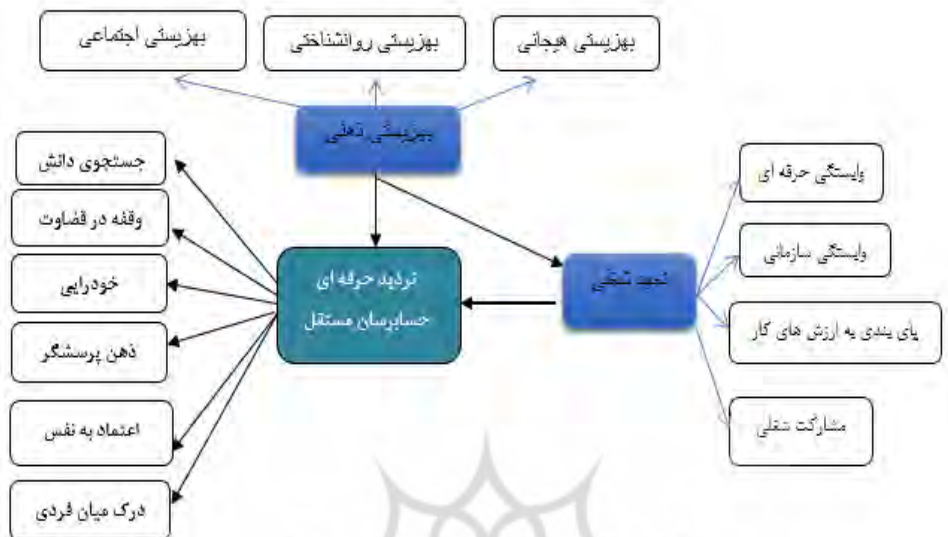 بهزیستی هیجانی
بهزیستی روانشناختی
بهزیستی اجتماعی
بهزیستی ذهنی
جستجوی دانش
وقفه در قضاوت
خودرایی
ذهن پرسشگر
اعتماد به نفس
درک میان فردی
تردید حرفه ای
حسابرسان مستقل
تعهد شغلی
وابستگی حرفه ای
وابستگی سازمانی
پای بندی به ارزش های کار
مشارکت شغلی